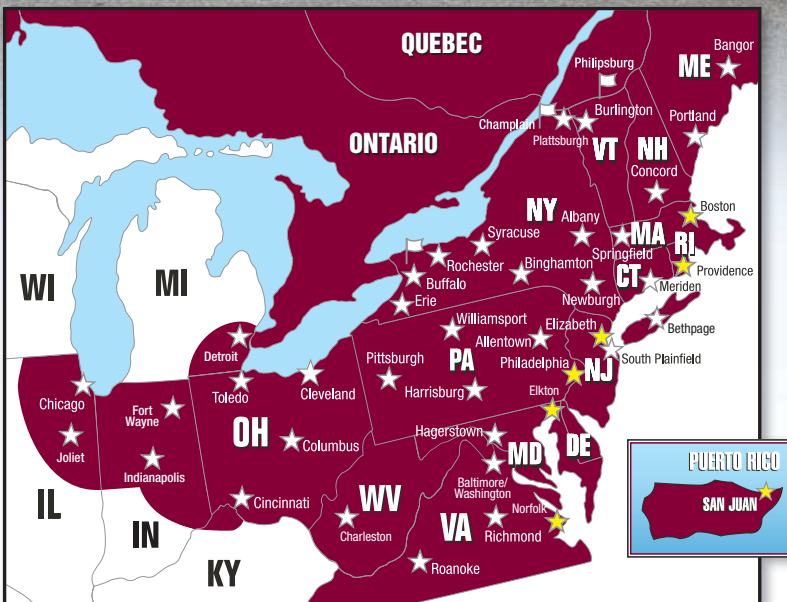 QUEBEC
ME
Bangor
Philipsburg
ONTARIO
Champlain
Plattsburgh
Burlington
VT
NH
Portland
Concord
NY
Albany
Boston
MA
RI
Springfield
CT
Providence
Meriden
Syracuse
Rochester
Binghamton
Buffalo
Newburgh
Erie
WI
MI
Bethpage
Williamsport
Elizabeth
Allentown
South Plainfield
Detroit
Pittsburgh
PA
Philadelphia
NJ
Harrisburg
Elkton
Toledo
Cleveland
Chicago
Fort
Wayne
OH
Columbus
Hagerstown
MD
DE
Joliet
Indianapolis
Baltimore/
Washington
PUERTO RICO
SAN JUAN
IL
IN
Cincinnati
WV
Charleston
VA
Norfolk
Richmond
KY
Roanoke